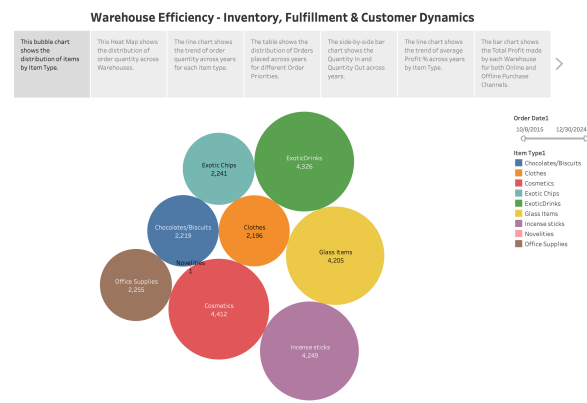 Warehouse Efficiency - Inventory, Fulfillment & Customer Dynamics
This bubble chart
shows the
distribution of items
by Item Type.
This Heat Map shows
the distribution of
order quantity across
Warehouses.
The line chart shows
the trend of order
quantity across years
for each item type.
The table shows the
distribution of Orders
placed across years
for different Order
Priorities.
The side-by-side bar
chart shows the
Quantity In and
Quantity Out across
years.
The line chart shows
the trend of average
Profit % across years
by Item Type.
The bar chart shows
the Total Profit made
by each Warehouse
for both Online and
Offline Purchase
Channels.
Order Date1
10/8/2015 12/30/2024
Item Type1
Chocolates/Biscuits
Clothes
Cosmetics
Exotic Chips
ExoticDrinks
Glass Items
Incense sticks
Novelities
Office Supplies
ExoticDrinks
4,326
Exotic Chips
2,241
Chocolates/Biscuits
2,219
Clothes
2,196
Glass Items
4,205
Novelities
1
Office Supplies
2,255
Cosmetics
4,412
Incense sticks
4,249